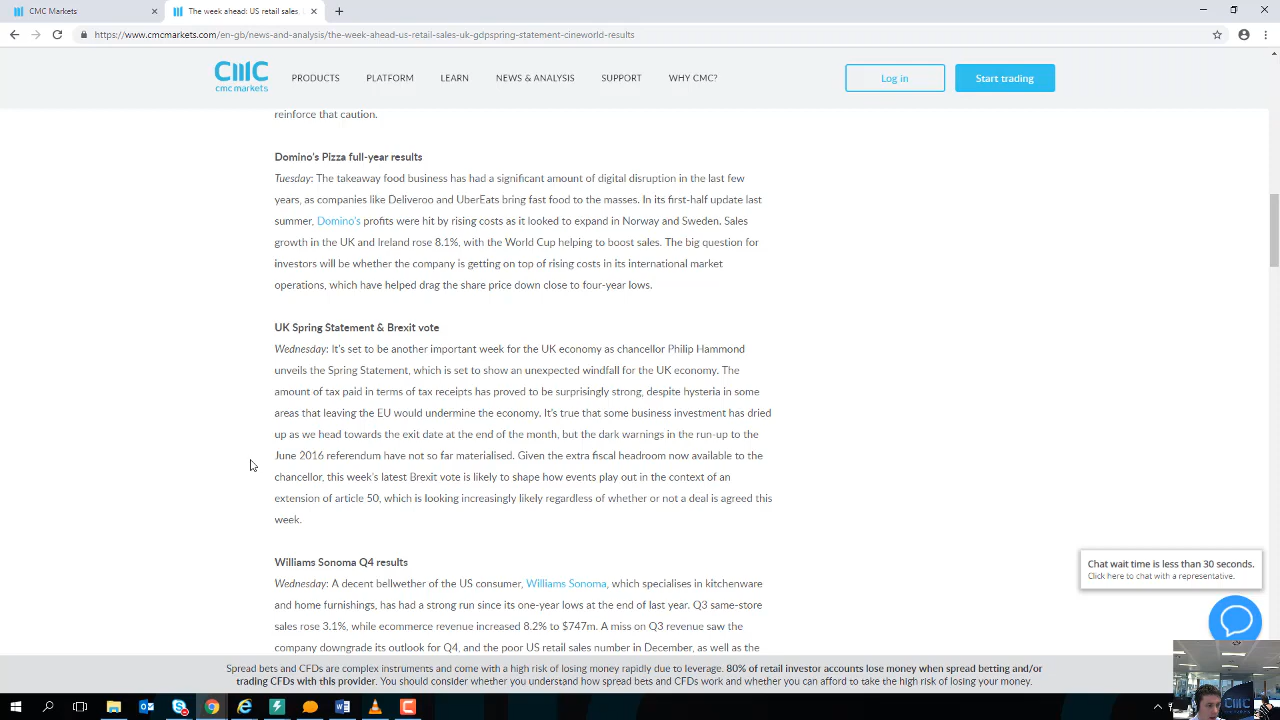 CMC Markets
The week ahead: US retail sales
https://www.cmcmarkets.com/en-gb/news-and-analysis/the-week-ahead-us-retail-sales-uk-gdpspring-statement-cineworld-results
cmc markets
PRODUCTS PLATFORM LEARN NEWS & ANALYSIS SUPPORT WHY CMC? Log in Start trading
reinforce that caution.
Domino's Pizza full-year results
Tuesday: The takeaway food business has had a significant amount of digital disruption in the last few
years, as companies like Deliveroo and UberEats bring fast food to the masses. In its first-half update last
summer, Domino's profits were hit by rising costs as it looked to expand in Norway and Sweden. Sales
growth in the UK and Ireland rose 8.1%, with the World Cup helping to boost sales. The big question for
investors will be whether the company is getting on top of rising costs in its international market
operations, which have helped drag the share price down close to four-year lows.
UK Spring Statement & Brexit vote
Wednesday: It's set to be another important week for the UK economy as chancellor Philip Hammond
unveils the Spring Statement, which is set to show an unexpected windfall for the UK economy. The
amount of tax paid in terms of tax receipts has proved to be surprisingly strong, despite hysteria in some
areas that leaving the EU would undermine the economy. It's true that some business investment has dried
up as we head towards the exit date at the end of the month, but the dark warnings in the run-up to the
June 2016 referendum have not so far materialised. Given the extra fiscal headroom now available to the
chancellor, this week's latest Brexit vote is likely to shape how events play out in the context of an
extension of article 50, which is looking increasingly likely regardless of whether or not a deal is agreed this
week.
Williams Sonoma Q4 results
Wednesday: A decent bellwether of the US consumer, Williams Sonoma, which specialises in kitchenware
and home furnishings, has had a strong run since its one-year lows at the end of last year. Q3 same-store
sales rose 3.1%, while ecommerce revenue increased 8.2% to $747m. A miss on Q3 revenue saw the
company downgrade its outlook for Q4, and the poor US retail sales number in December, as well as the
Chat wait time is less than 30 seconds.
Click here to chat with a representative.
Spread bets and CFDs are complex instruments and come with a high risk of losing money rapidly due to leverage. 80% of retail investor accounts lose money when spread betting and/or
trading CFDs with this provider. You should consider whether you understand how spread bets and CFDs work and whether you can afford to take the high risk of losing your money.